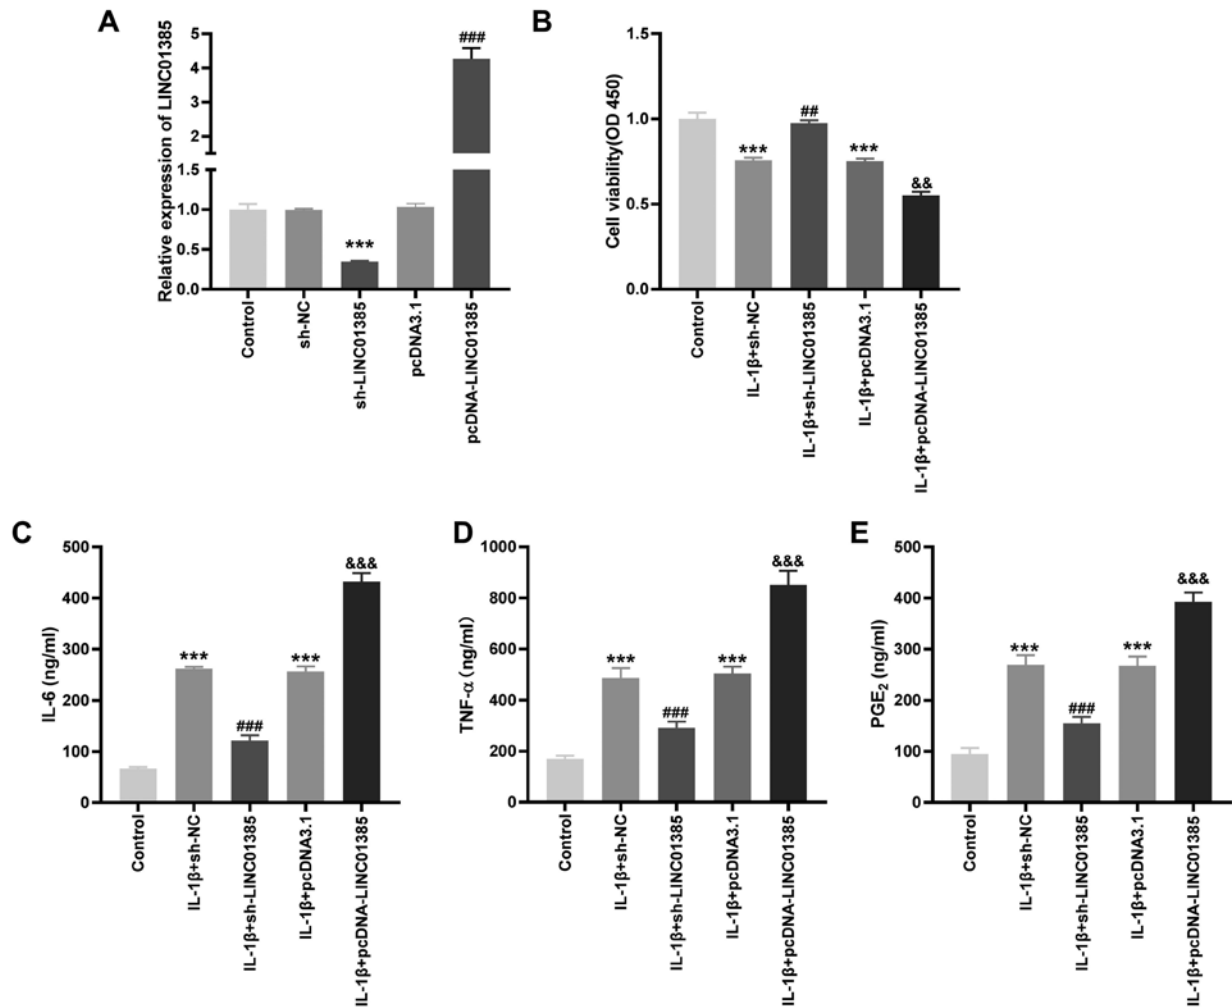 A
Relative expression of LINC01385
5
4
3
2
1.5
1.0
0.5
0.0
***
###
Control
sh-NC
sh-LINC01385
pcDNA3.1
pcDNA-LINC01385
B
Cell viability(OD 450)
1.5
1.0
0.5
0.0
***
##
***
&&
Control
IL-1β+sh-NC
IL-1β+sh-LINC01385
IL-1β+pcDNA3.1
IL-1β+pcDNA-LINC01385
C
IL-6 (ng/ml)
500
400
300
200
100
0
***
###
***
&&&
Control
IL-1β+sh-NC
IL-1β+sh-LINC01385
IL-1β+pcDNA3.1
IL-1β+pcDNA-LINC01385
D
TNF-α (ng/ml)
1000
800
600
400
200
0
***
###
***
&&&
Control
IL-1β+sh-NC
IL-1β+sh-LINC01385
IL-1β+pcDNA3.1
IL-1β+pcDNA-LINC01385
E
PGE₂ (ng/ml)
500
400
300
200
100
0
***
###
***
&&&
Control
IL-1β+sh-NC
IL-1β+sh-LINC01385
IL-1β+pcDNA3.1
IL-1β+pcDNA-LINC01385